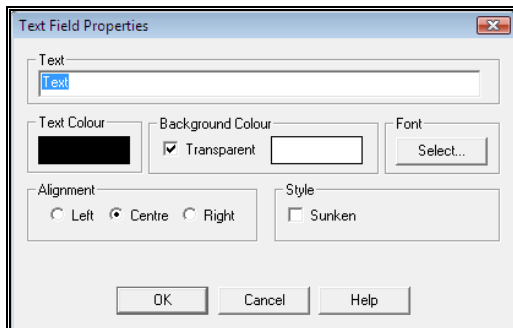 Text Field Properties
Text
Text
Text Colour
Background Colour
Font
Transparent
Select...
Alignment
Style
Left Centre Right
Sunken
OK Cancel Help